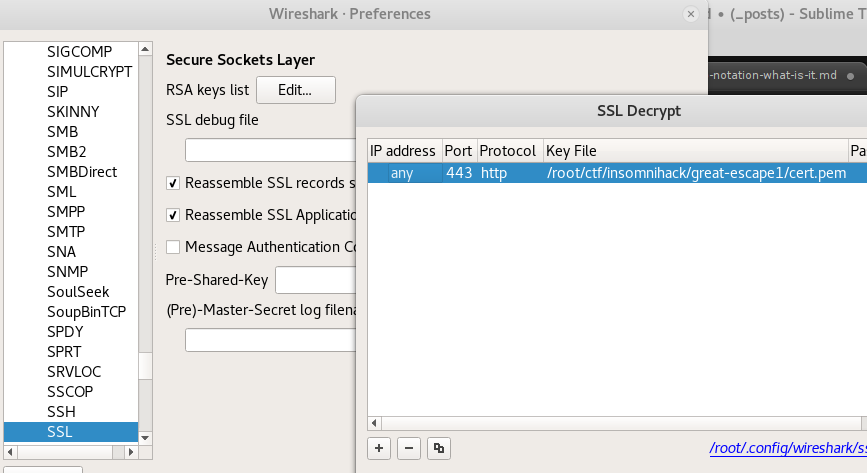 Wireshark · Preferences
• (_posts) - Sublime T
-notation-what-is-it.md
SIGCOMP
SIMULCRYPT
SIP
SKINNY
SMB
SMB2
SMBDirect
SML
SMPP
SMTP
SNA
SNMP
SoulSeek
SoupBinTCP
SPDY
SPRT
SRVLOC
SSCOP
SSH
SSL
Secure Sockets Layer
RSA keys list Edit...
SSL debug file
Reassemble SSL records s
Reassemble SSL Applicatio
Message Authentication Co
Pre-Shared-Key
(Pre)-Master-Secret log filena
SSL Decrypt
IP address Port Protocol Key File Pa
any 443 http /root/ctf/insomnihack/great-escape1/cert.pem
/root/.config/wireshark/ss